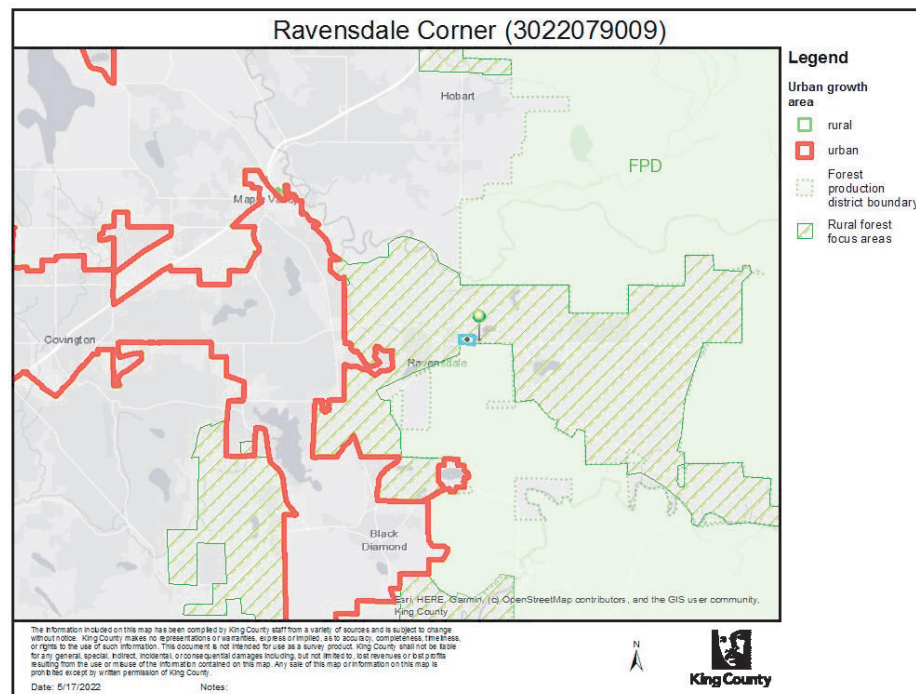 Ravensdale Corner (3022079009)
Legend
Urban growth
area
rural
urban
Forest
production
district boundary
Rural forest
focus areas
Hobart
FPD
Maple Valley
Covington
Ravensdale
Black
Diamond
Esri, HERE, Garmin, (c) OpenStreetMap contributors, and the GIS user community,
King County
The information included on this map has been compiled by King County staff from a variety of sources and is subject to change
without notice. King County makes no representations or warranties, express or implied, as to accuracy, completeness, timeliness,
or rights to the use of such information. This document is not intended for use as a survey product. King County shall not be liable
for any general, special, indirect, incidental, or consequential damages including, but not limited to, lost revenues or lost profits
resulting from the use or misuse of the information contained on this map. Any sale of this map or information on this map is
prohibited except by written permission of King County.
Date: 5/17/2022 Notes:
N
King County